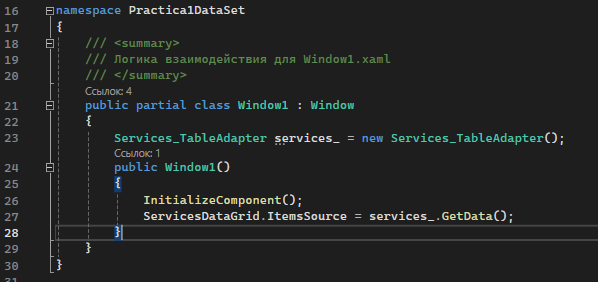 16 namespace Practica1DataSet
17 {
18 /// <summary>
19 /// Логика взаимодействия для Window1.xaml
20 /// </summary>
Ссылок: 4
21 public partial class Window1 : Window
22 {
23 Services_TableAdapter services_ = new Services_TableAdapter();
Ссылок: 1
24 public Window1()
25 {
26 InitializeComponent();
27 ServicesDataGrid.ItemsSource = services_.GetData();
28 }
29 }
30 }
31